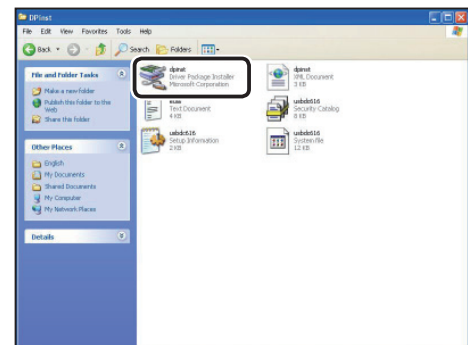 DPinst
File Edit View Favorites Tools Help
Back Search Folders
File and Folder Tasks
Make a new folder
Publish this folder to the Web
Share this folder
Other Places
English
My Documents
Shared Documents
My Computer
My Network Places
Details
dpinst
Driver Package Installer
Microsoft Corporation
dpinst
XML Document
3 KB
Text Document
4 KB
usbdc616
Security Catalog
8 KB
usbdc616
Setup Information
2 KB
usbdc616
System file
12 KB